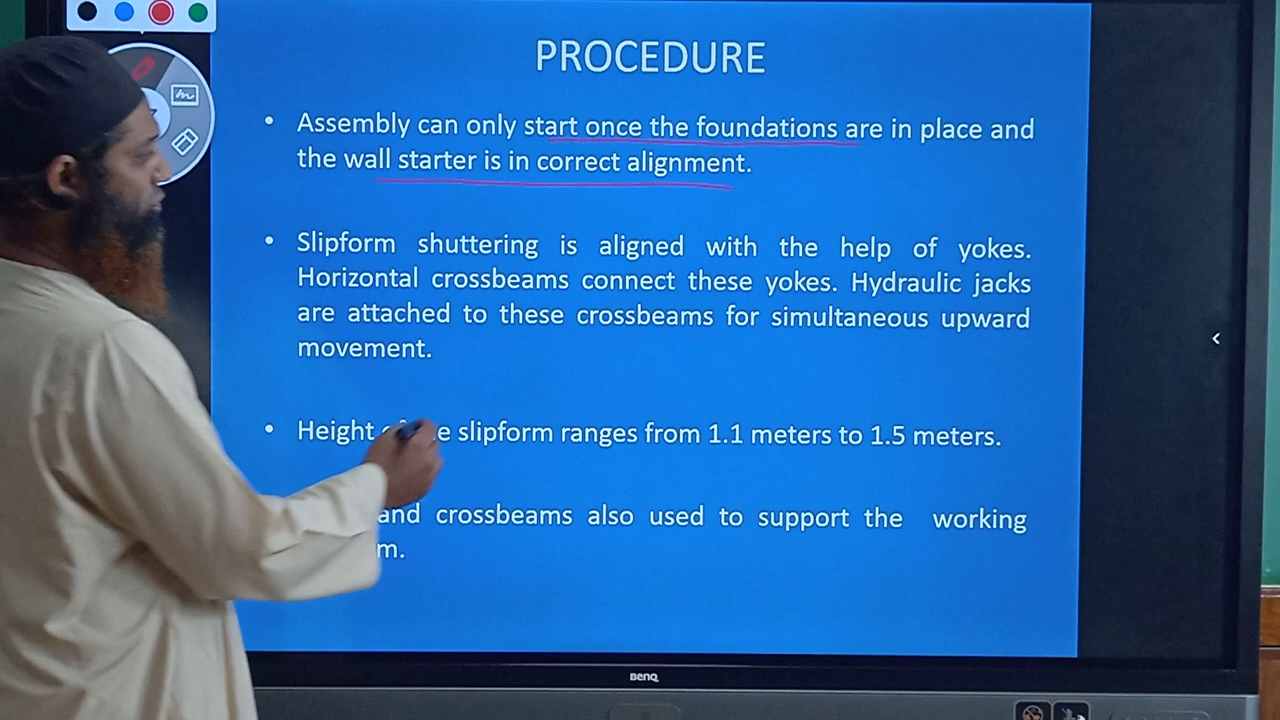 PROCEDURE
• Assembly can only start once the foundations are in place and
the wall starter is in correct alignment.
• Slipform shuttering is aligned with the help of yokes.
Horizontal crossbeams connect these yokes. Hydraulic jacks
are attached to these crossbeams for simultaneous upward
movement.
• Height slipform ranges from 1.1 meters to 1.5 meters.
and crossbeams also used to support the working
BenQ